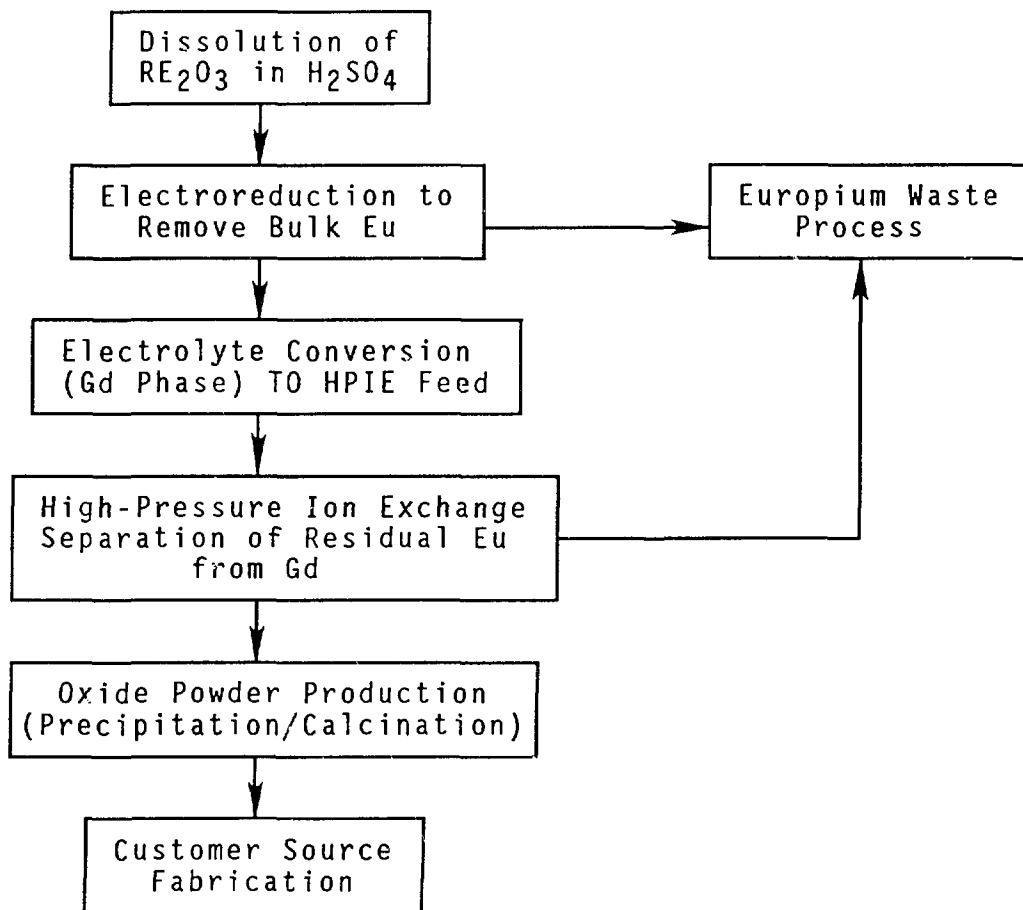 Dissolution of
RE2O3 in H2SO4
Electroreduction to
Remove Bulk Eu
Europium Waste
Process
Electrolyte Conversion
(Gd Phase) TO HPIE Feed
High-Pressure Ion Exchange
Separation of Residual Eu
from Gd
Oxide Powder Production
(Precipitation/Calcination)
Customer Source
Fabrication